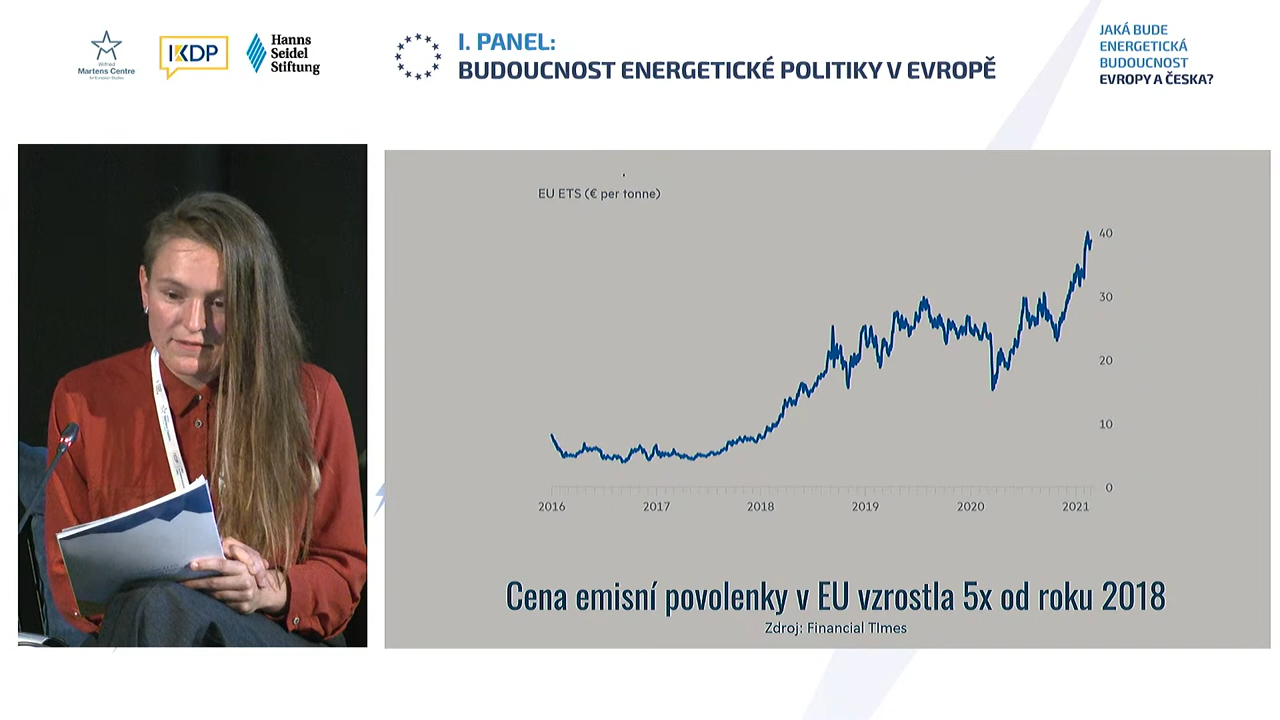 Wilfried
Martens Centre
for European Studies
IKDP
Hanns
Seidel
Stiftung
I. PANEL:
BUDOUCNOST ENERGETICKÉ POLITIKY V EVROPĚ
JAKÁ BUDE
ENERGETICKÁ
BUDOUCNOST
EVROPY A ČESKA?
EU ETS (€ per tonne)
40
30
20
10
0
2016 2017 2018 2019 2020 2021
Cena emisní povolenky v EU vzrostla 5x od roku 2018
Zdroj: Financial TImes